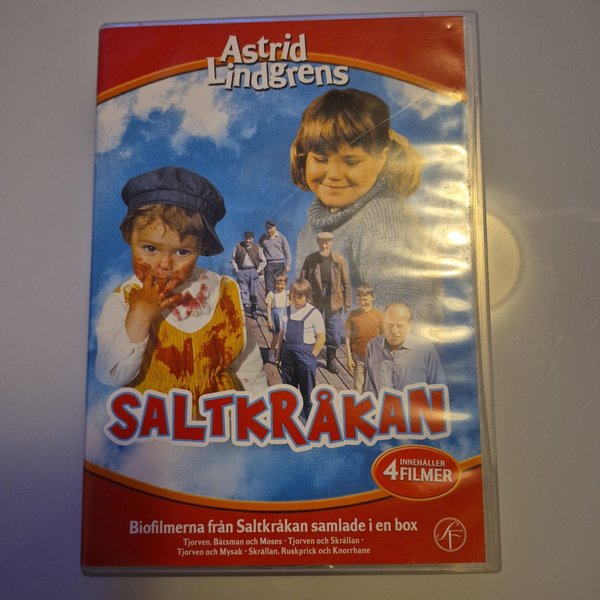 Astrid
Lindgrens
SALTKRÅKAN
INNEHÅLLER
4 FILMER
Biofilmerna från Saltkråkan samlade i en box
Tjorven, Båtsman och Moses - Tjorven och Skrållan -
Tjorven och Mysak - Skrållan, Ruskprick och Knorrhane
SF